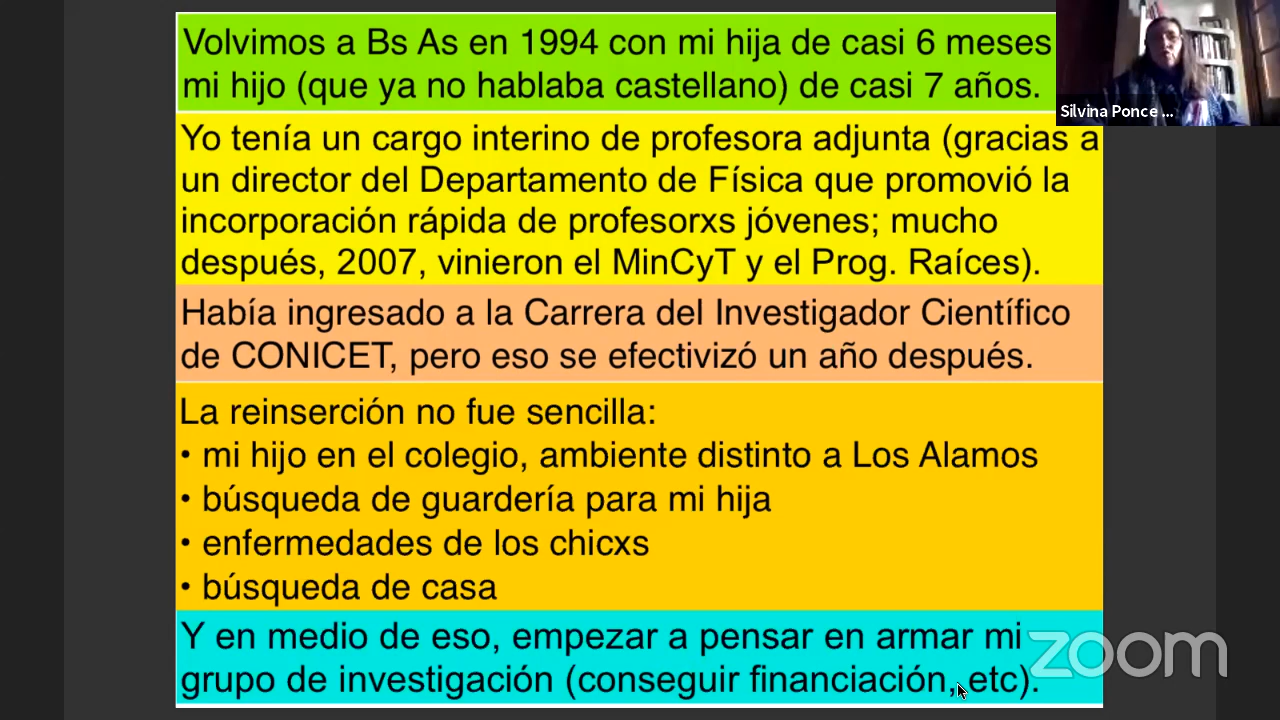 Volvimos a Bs As en 1994 con mi hija de casi 6 meses
mi hijo (que ya no hablaba castellano) de casi 7 años.
Yo tenía un cargo interino de profesora adjunta (gracias a
un director del Departamento de Física que promovió la
incorporación rápida de profesorxs jóvenes; mucho
después, 2007, vinieron el MinCyT y el Prog. Raíces).
Había ingresado a la Carrera del Investigador Científico
de CONICET, pero eso se efectivizó un año después.
La reinserción no fue sencilla:
• mi hijo en el colegio, ambiente distinto a Los Alamos
• búsqueda de guardería para mi hija
• enfermedades de los chicxs
• búsqueda de casa
Y en medio de eso, empezar a pensar en armar mi
grupo de investigación (conseguir financiación, etc).
Silvina Ponce ...
zoom